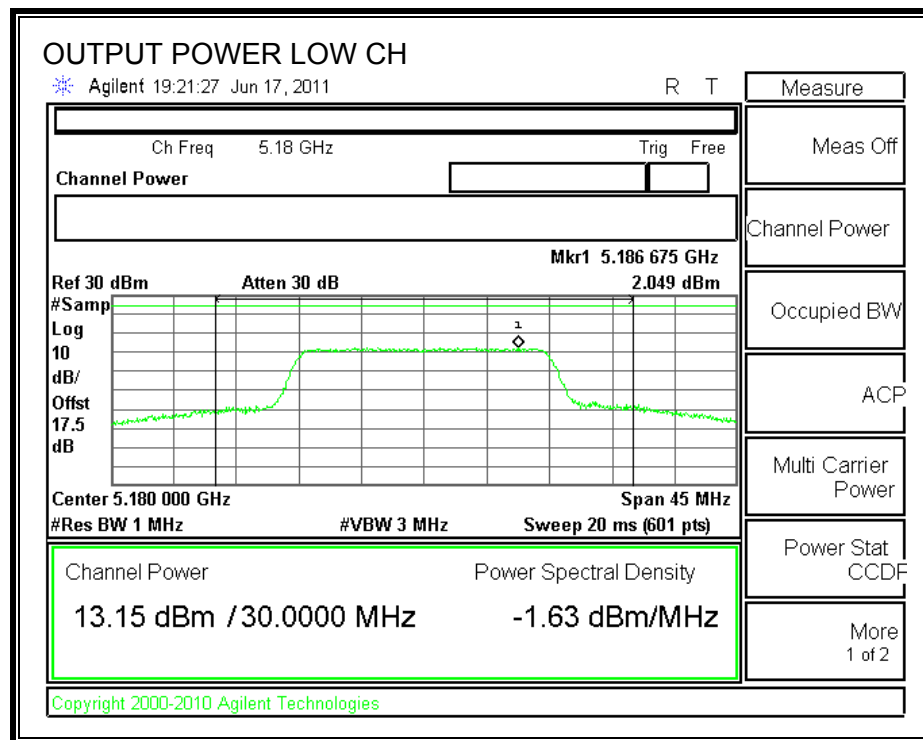 OUTPUT POWER LOW CH
Agilent 19:21:27 Jun 17, 2011 R T
Measure
Ch Freq 5.18 GHz Trig Free
Meas Off
Channel Power
Channel Power
Mkr1 5.186 675 GHz
Ref 30 dBm Atten 30 dB 2.049 dBm
#Samp
Log
10
dB/
Offst
17.5
dB
1
Occupied BW
ACP
Multi Carrier
Power
Center 5.180 000 GHz Span 45 MHz
#Res BW 1 MHz #VBW 3 MHz Sweep 20 ms (601 pts)
Power Stat
CCDF
Channel Power Power Spectral Density
13.15 dBm / 30.0000 MHz -1.63 dBm/MHz
More
1 of 2
Copyright 2000-2010 Agilent Technologies